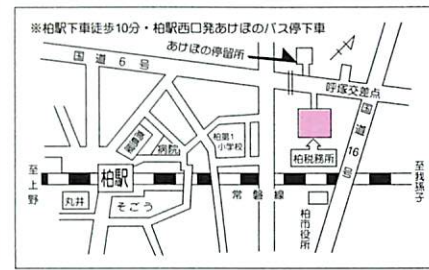 ※柏駅下車徒歩10分・柏駅西口発あけぼのバス停下車
あけぼの停留所
国道6号
呼塚交差点
国道16号
柏第1
小学校
病院
柏税務所
至上野
柏駅
常磐線
至我孫子
丸井
そごう
柏市役所